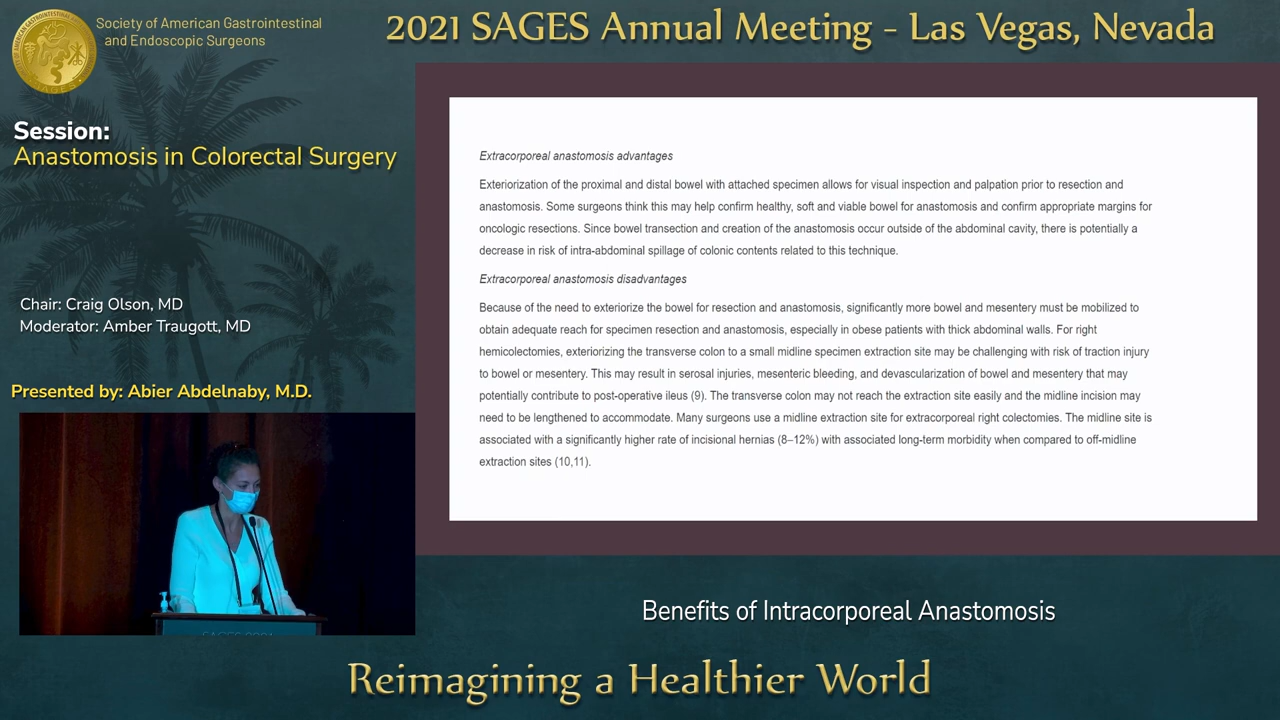 Society of American Gastrointestinal
and Endoscopic Surgeons
2021 SAGES Annual Meeting - Las Vegas, Nevada
Session:
Anastomosis in Colorectal Surgery
Chair: Craig Olson, MD
Moderator: Amber Traugott, MD
Presented by: Abier Abdelnaby, M.D.
Extracorporeal anastomosis advantages
Exteriorization of the proximal and distal bowel with attached specimen allows for visual inspection and palpation prior to resection and
anastomosis. Some surgeons think this may help confirm healthy, soft and viable bowel for anastomosis and confirm appropriate margins for
oncologic resections. Since bowel transection and creation of the anastomosis occur outside of the abdominal cavity, there is potentially a
decrease in risk of intra-abdominal spillage of colonic contents related to this technique.
Extracorporeal anastomosis disadvantages
Because of the need to exteriorize the bowel for resection and anastomosis, significantly more bowel and mesentery must be mobilized to
obtain adequate reach for specimen resection and anastomosis, especially in obese patients with thick abdominal walls. For right
hemicolectomies, exteriorizing the transverse colon to a small midline specimen extraction site may be challenging with risk of traction injury
to bowel or mesentery. This may result in serosal injuries, mesenteric bleeding, and devascularization of bowel and mesentery that may
potentially contribute to post-operative ileus (9). The transverse colon may not reach the extraction site easily and the midline incision may
need to be lengthened to accommodate. Many surgeons use a midline extraction site for extracorporeal right colectomies. The midline site is
associated with a significantly higher rate of incisional hernias (8–12%) with associated long-term morbidity when compared to off-midline
extraction sites (10,11).
Benefits of Intracorporeal Anastomosis
Reimagining a Healthier World